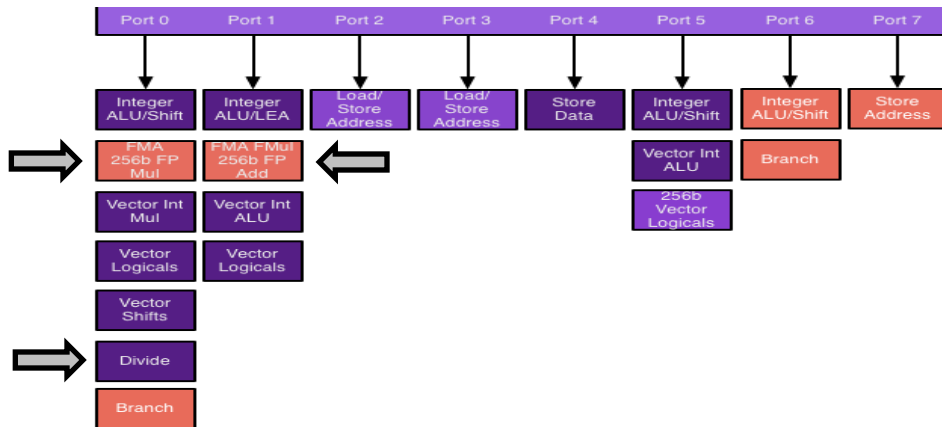 Port 0 Port 1 Port 2 Port 3 Port 4 Port 5 Port 6 Port 7
Integer
ALU/Shift
Integer
ALU/LEA
Load/
Store
Address
Load/
Store
Address
Store
Data
Integer
ALU/Shift
Integer
ALU/Shift
Store
Address
FMA
256b FP
Mul
FMA FMul
256b FP
Add
Vector Int
ALU
Branch
Vector Int
Mul
Vector Int
ALU
256b
Vector
Logicals
Vector
Logicals
Vector
Logicals
Vector
Shifts
Divide
Branch